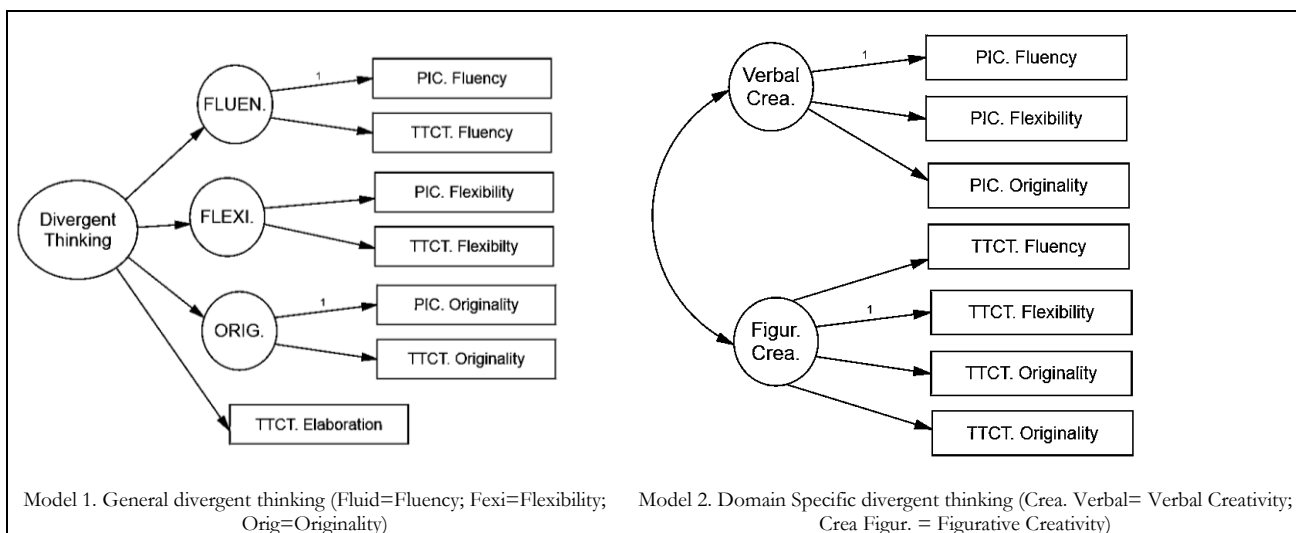 FLUEN.
1
PIC. Fluency
TTCT. Fluency
Divergent
Thinking
FLEXI.
PIC. Flexibility
TTCT. Flexibilty
ORIG.
1
PIC. Originality
TTCT. Originality
TTCT. Elaboration
Model 1. General divergent thinking (Fluid=Fluency; Fexi=Flexibility;
Orig=Originality)
Verbal
Crea.
1
PIC. Fluency
PIC. Flexibility
PIC. Originality
Figur.
Crea.
TTCT. Fluency
1
TTCT. Flexibility
TTCT. Originality
TTCT. Originality
Model 2. Domain Specific divergent thinking (Crea. Verbal= Verbal Creativity;
Crea Figur. = Figurative Creativity)